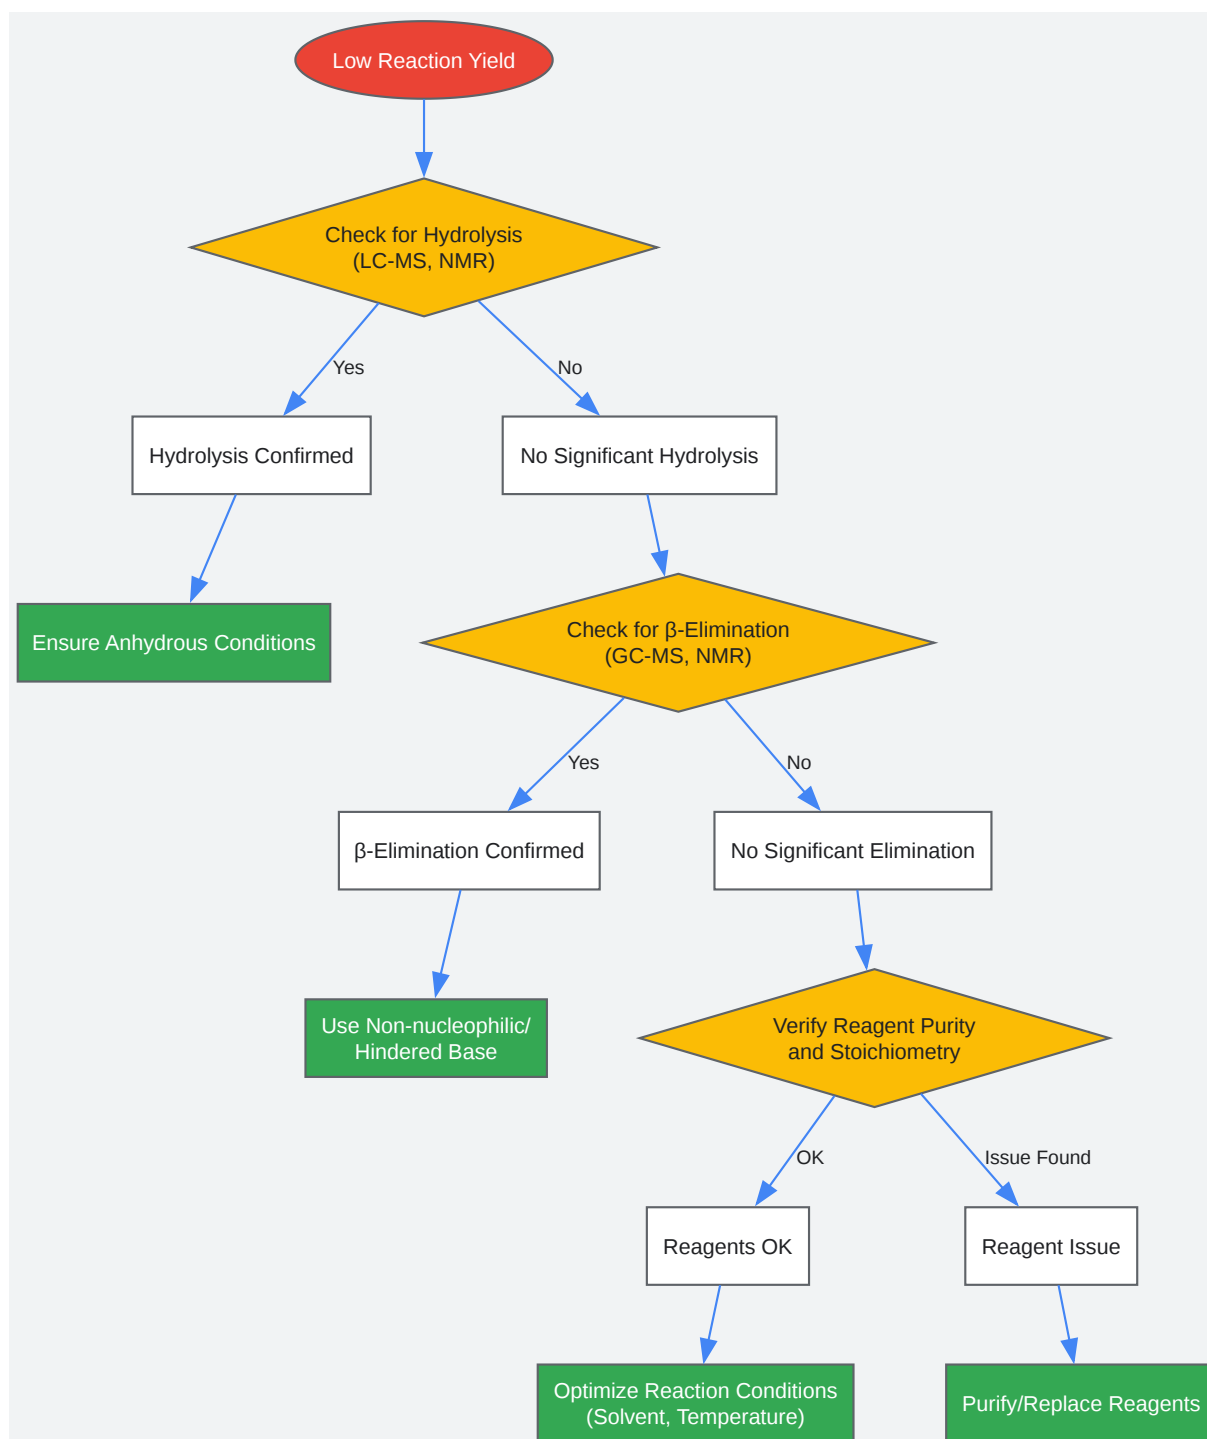 Low Reaction Yield
Check for Hydrolysis
(LC-MS, NMR)
Yes
No
Hydrolysis Confirmed
No Significant Hydrolysis
Ensure Anhydrous Conditions
Check for β-Elimination
(GC-MS, NMR)
Yes
No
β-Elimination Confirmed
No Significant Elimination
Use Non-nucleophilic/
Hindered Base
Verify Reagent Purity
and Stoichiometry
OK
Issue Found
Reagents OK
Reagent Issue
Optimize Reaction Conditions
(Solvent, Temperature)
Purify/Replace Reagents